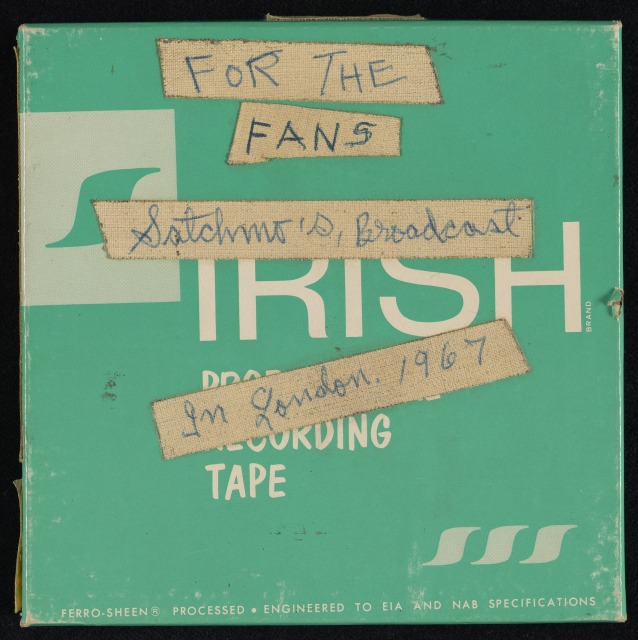 FOR THE
FANS
Satchmo's, Broadcast
IRISH
BRAND
In London. 1967
RECORDING
TAPE
FERRO-SHEEN® PROCESSED • ENGINEERED TO EIA AND NAB SPECIFICATIONS